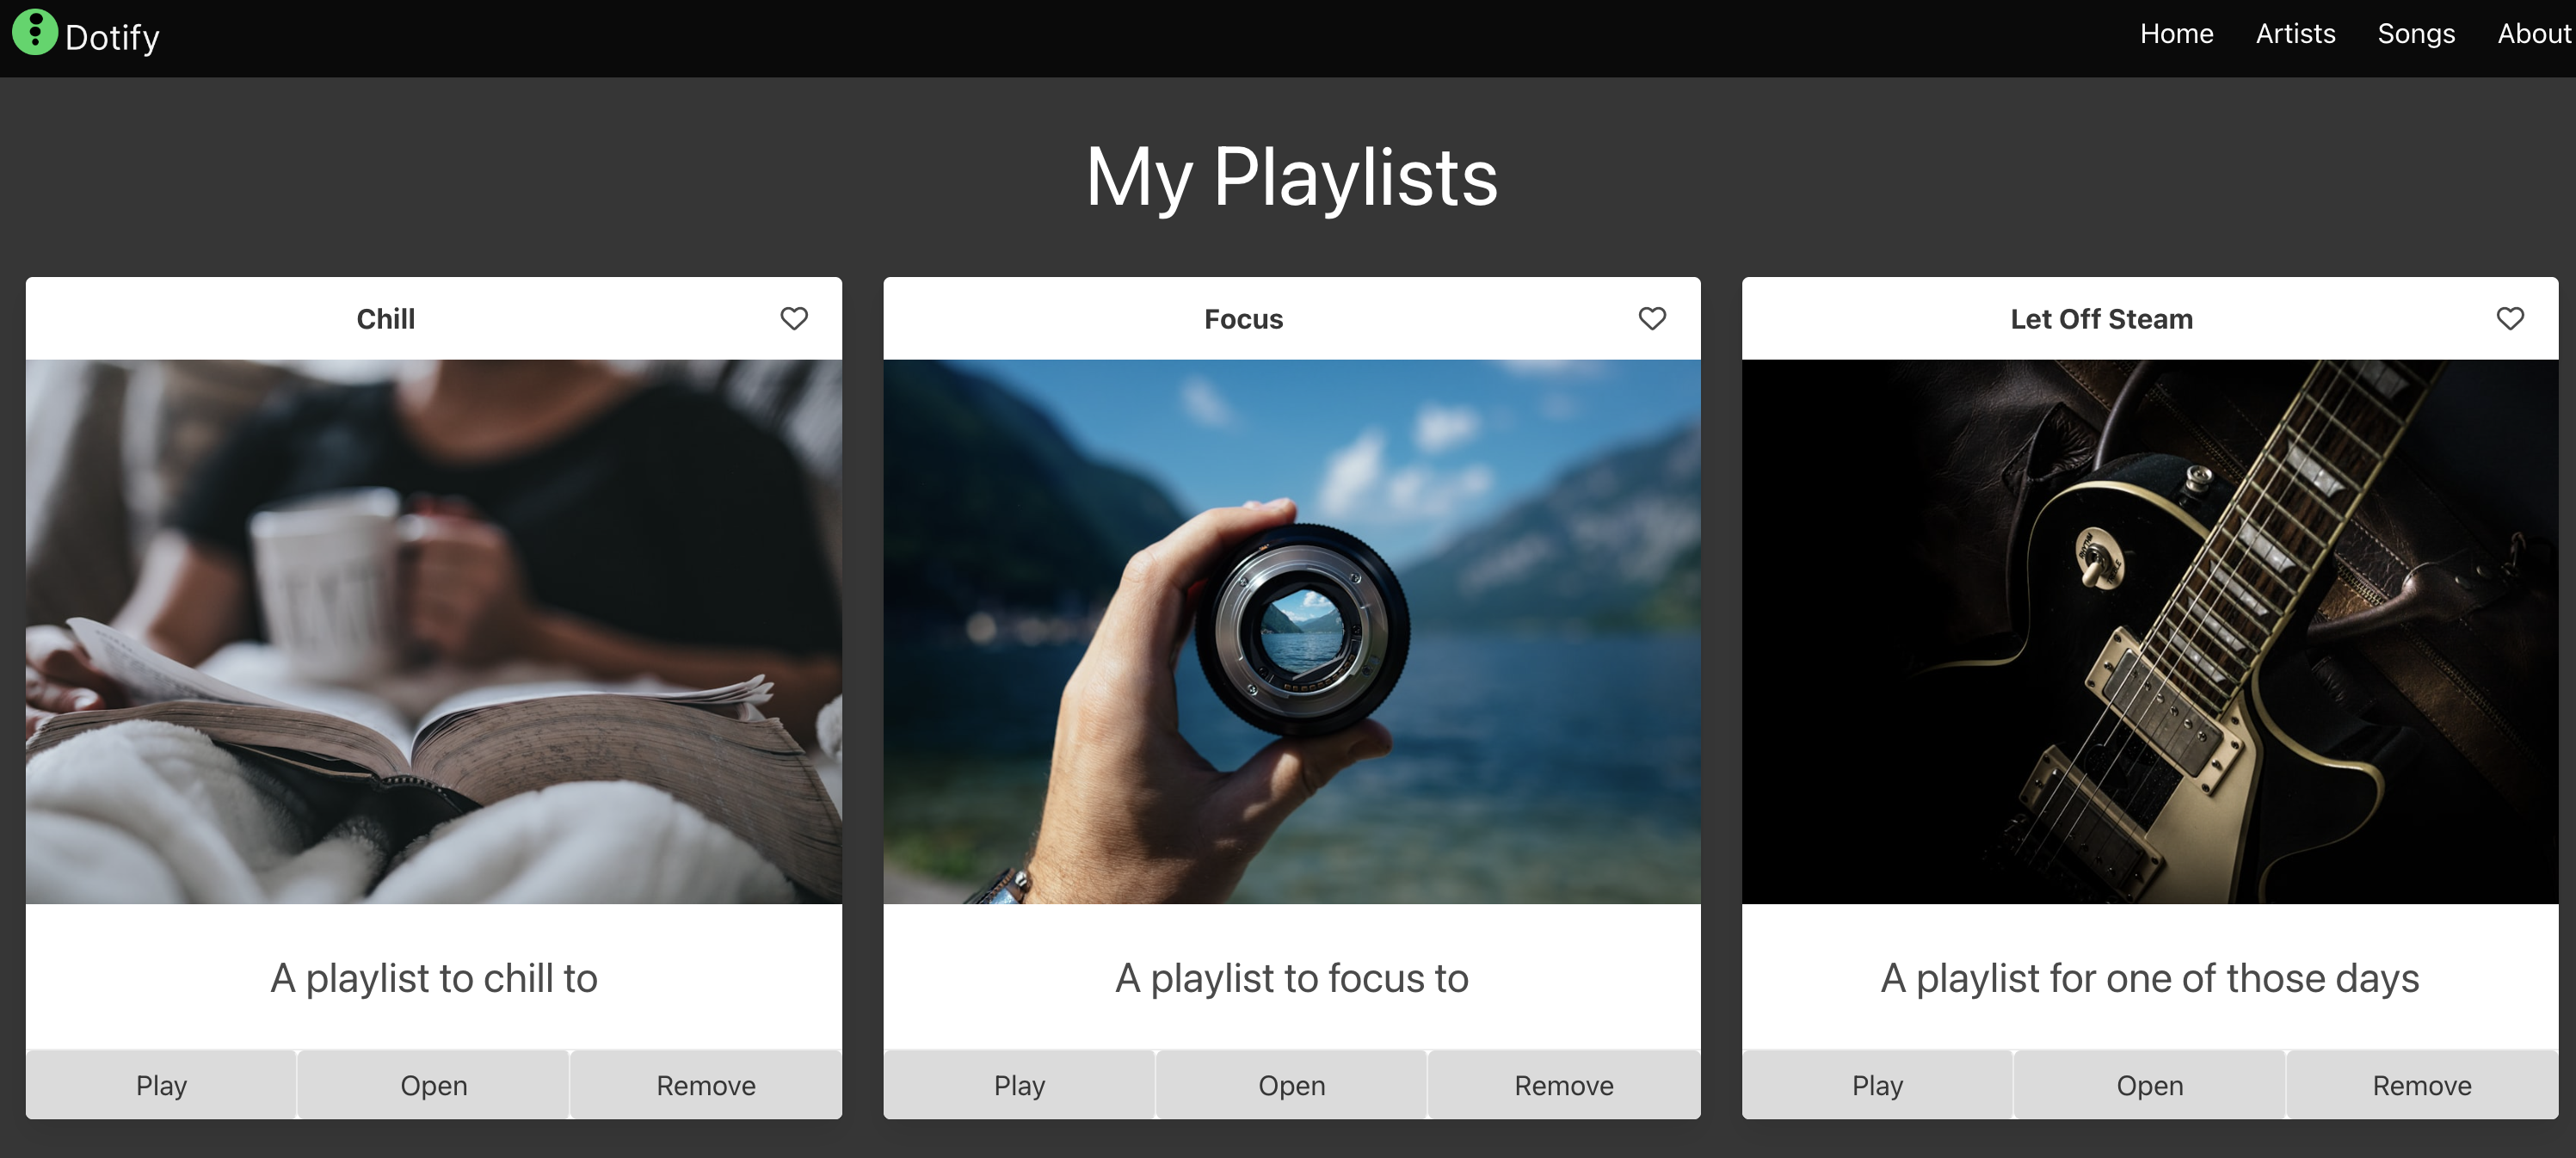 Dotify
Home Artists Songs About
My Playlists
Chill
Focus
Let Off Steam
A playlist to chill to
A playlist to focus to
A playlist for one of those days
Play Open Remove
Play Open Remove
Play Open Remove